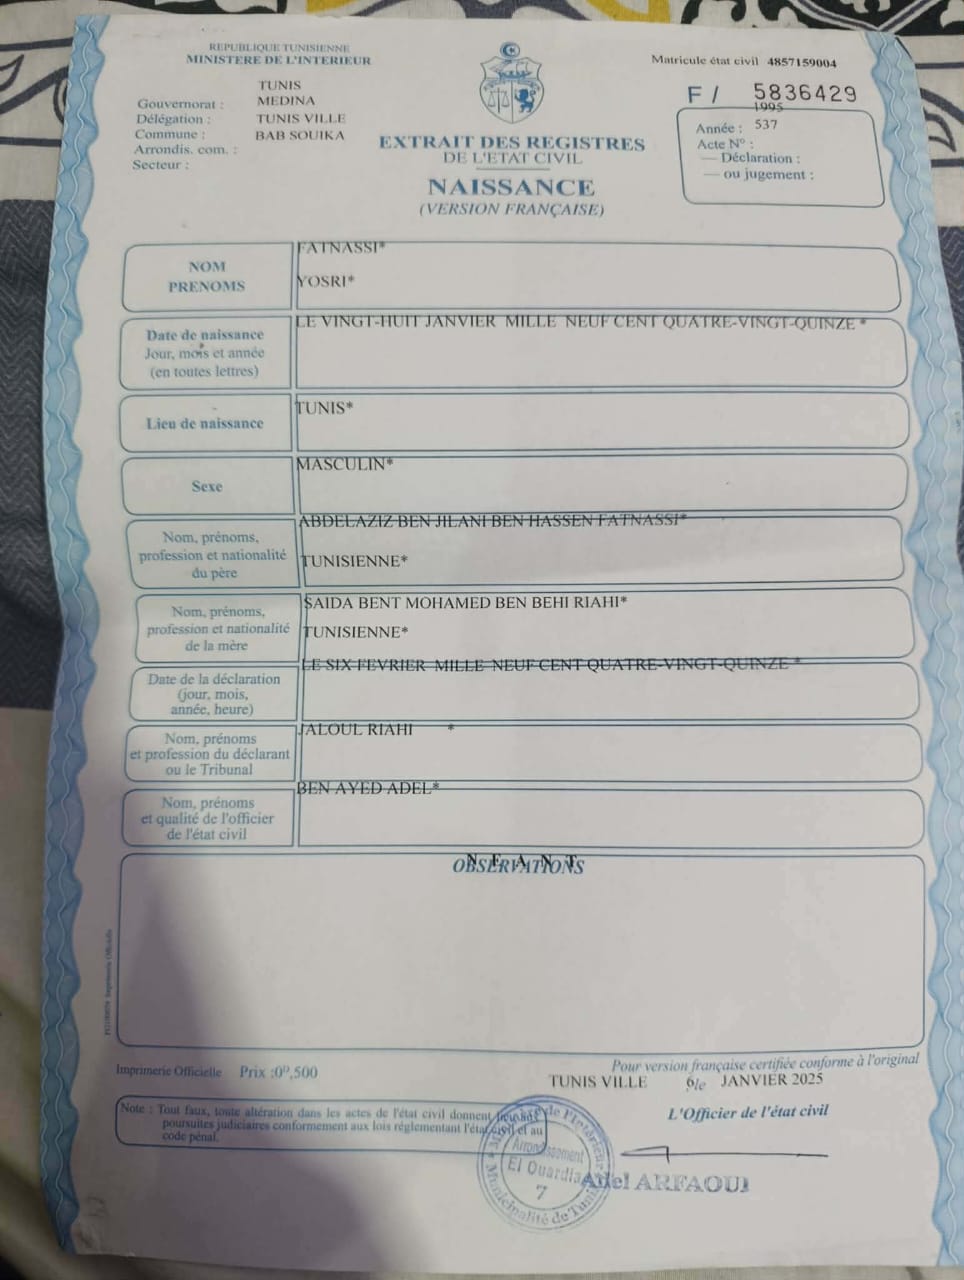 REPUBLIQUE TUNISIENNE
MINISTERE DE L'INTERIEUR
Matricule état civil 4857159004
F/ 5836429
Gouvernorat : TUNIS
Délégation : MEDINA
Commune : TUNIS VILLE
Arrondis. com. : BAB SOUIKA
Secteur :
EXTRAIT DES REGISTRES
DE L'ETAT CIVIL
NAISSANCE
(VERSION FRANÇAISE)
1995
Année : 537
Acte N° :
— Déclaration :
— ou jugement :
NOM
PRENOMS
FATNASSI*
YOSRI*
Date de naissance
Jour, mois et année
(en toutes lettres)
LE VINGT-HUIT JANVIER MILLE NEUF CENT QUATRE-VINGT-QUINZE *
Lieu de naissance
TUNIS*
Sexe
MASCULIN*
Nom, prénoms,
profession et nationalité
du père
ABDELAZIZ BEN JILANI BEN HASSEN FATNASSI*
TUNISIENNE*
Nom, prénoms,
profession et nationalité
de la mère
SAIDA BENT MOHAMED BEN BEHI RIAHI*
TUNISIENNE*
Date de la déclaration
(jour, mois,
année, heure)
LE SIX FEVRIER MILLE NEUF CENT QUATRE-VINGT-QUINZE *
Nom, prénoms
et profession du déclarant
ou le Tribunal
JALOUL RIAHI *
Nom, prénoms
et qualité de l'officier
de l'état civil
BEN AYED ADEL*
OBSERVATIONS
NEANT
Imprimerie Officielle
Imprimerie Officielle Prix :0ᴰ,500
Pour version française certifiée conforme à l'original
TUNIS VILLE 6 le JANVIER 2025
L'Officier de l'état civil
Note : Tout faux, toute altération dans les actes de l'état civil donnent
poursuites judiciaires conformement aux lois réglementant l'état civil et au
code pénal.
Arrondissement
El Ouardia
7
Municipalité de Tunis
Adel ARFAOUI